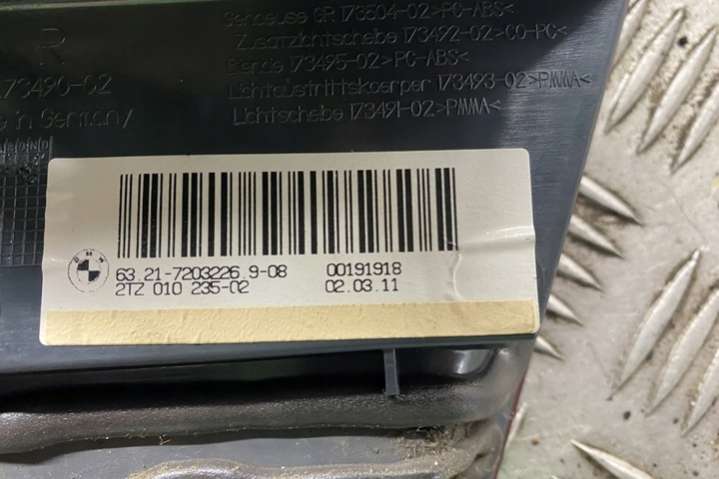 Gehaeuse GR 173504-02>PC-ABS<
Zusatzlichtscheibe 173492-02>CO-PC<
Blende 173495-02>PC-ABS<
Lichtaustrittskoerper 173493-02>PMMA<
Lichtscheibe 173491-02>PMMA<
R
173490-02
in Germany
BMW
63.21-7203226.9-08 00191918
2TZ 010 235-02 02.03.11